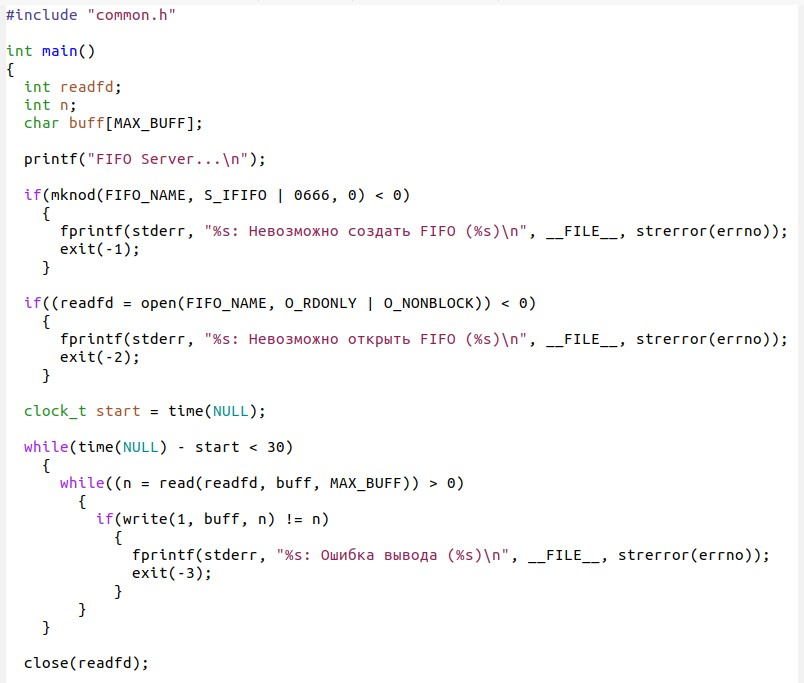 #include "common.h"
int main()
{
int readfd;
int n;
char buff[MAX_BUFF];
printf("FIFO Server...\n");
if(mknod(FIFO_NAME, S_IFIFO | 0666, 0) < 0)
{
fprintf(stderr, "%s: Невозможно создать FIFO (%s)\n", __FILE__, strerror(errno));
exit(-1);
}
if((readfd = open(FIFO_NAME, O_RDONLY | O_NONBLOCK)) < 0)
{
fprintf(stderr, "%s: Невозможно открыть FIFO (%s)\n", __FILE__, strerror(errno));
exit(-2);
}
clock_t start = time(NULL);
while(time(NULL) - start < 30)
{
while((n = read(readfd, buff, MAX_BUFF)) > 0)
{
if(write(1, buff, n) != n)
{
fprintf(stderr, "%s: Ошибка вывода (%s)\n", __FILE__, strerror(errno));
exit(-3);
}
}
}
close(readfd);